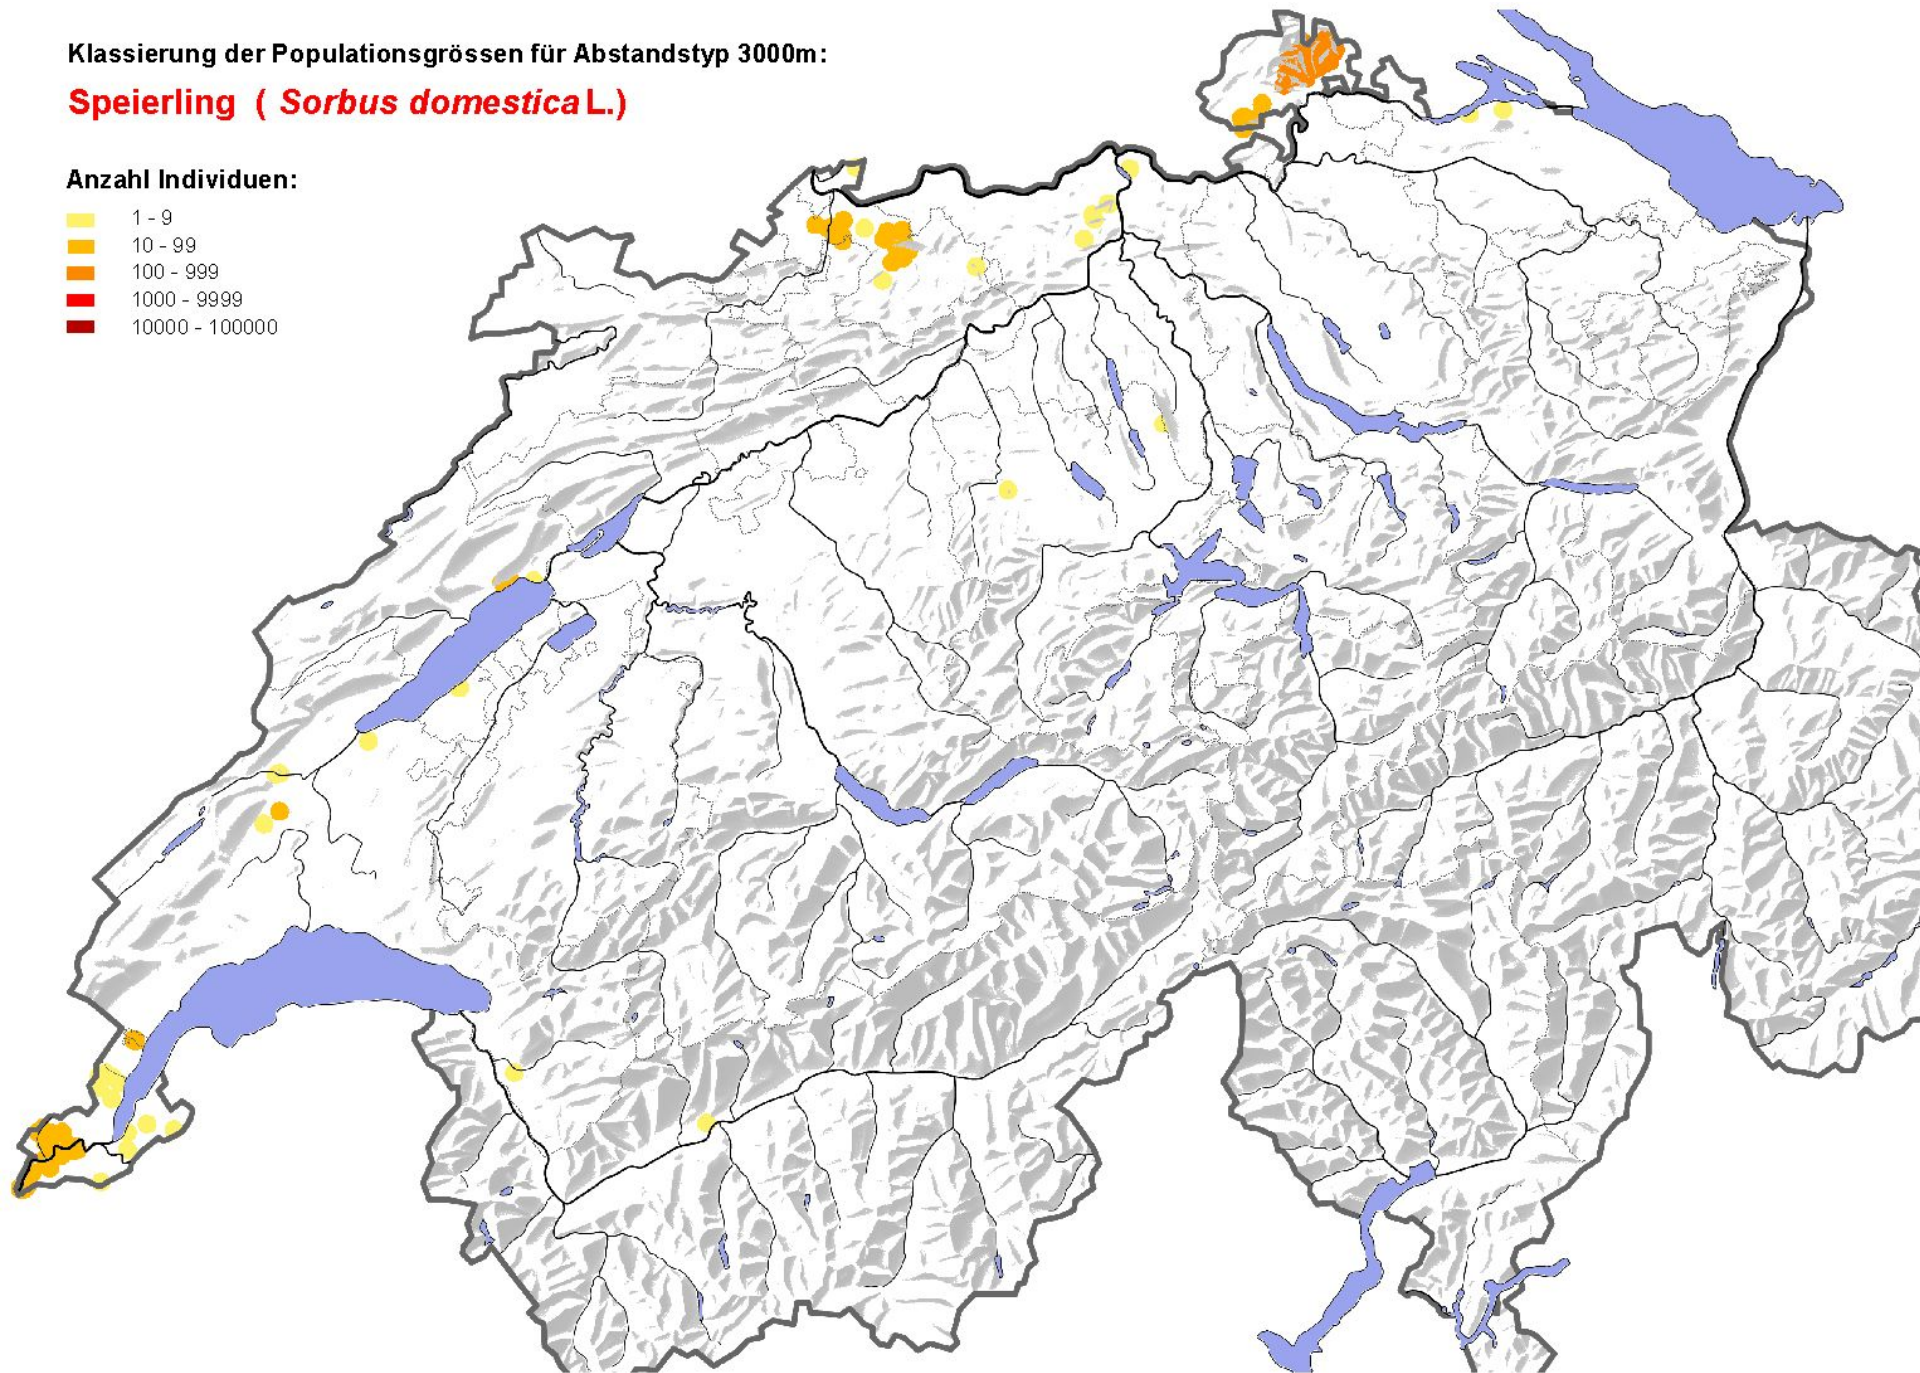 Klassierung der Populationsgrössen für Abstandstyp 3000m:
Speierling ( Sorbus domestica L.)
Anzahl Individuen:
1 - 9
10 - 99
100 - 999
1000 - 9999
10000 - 100000